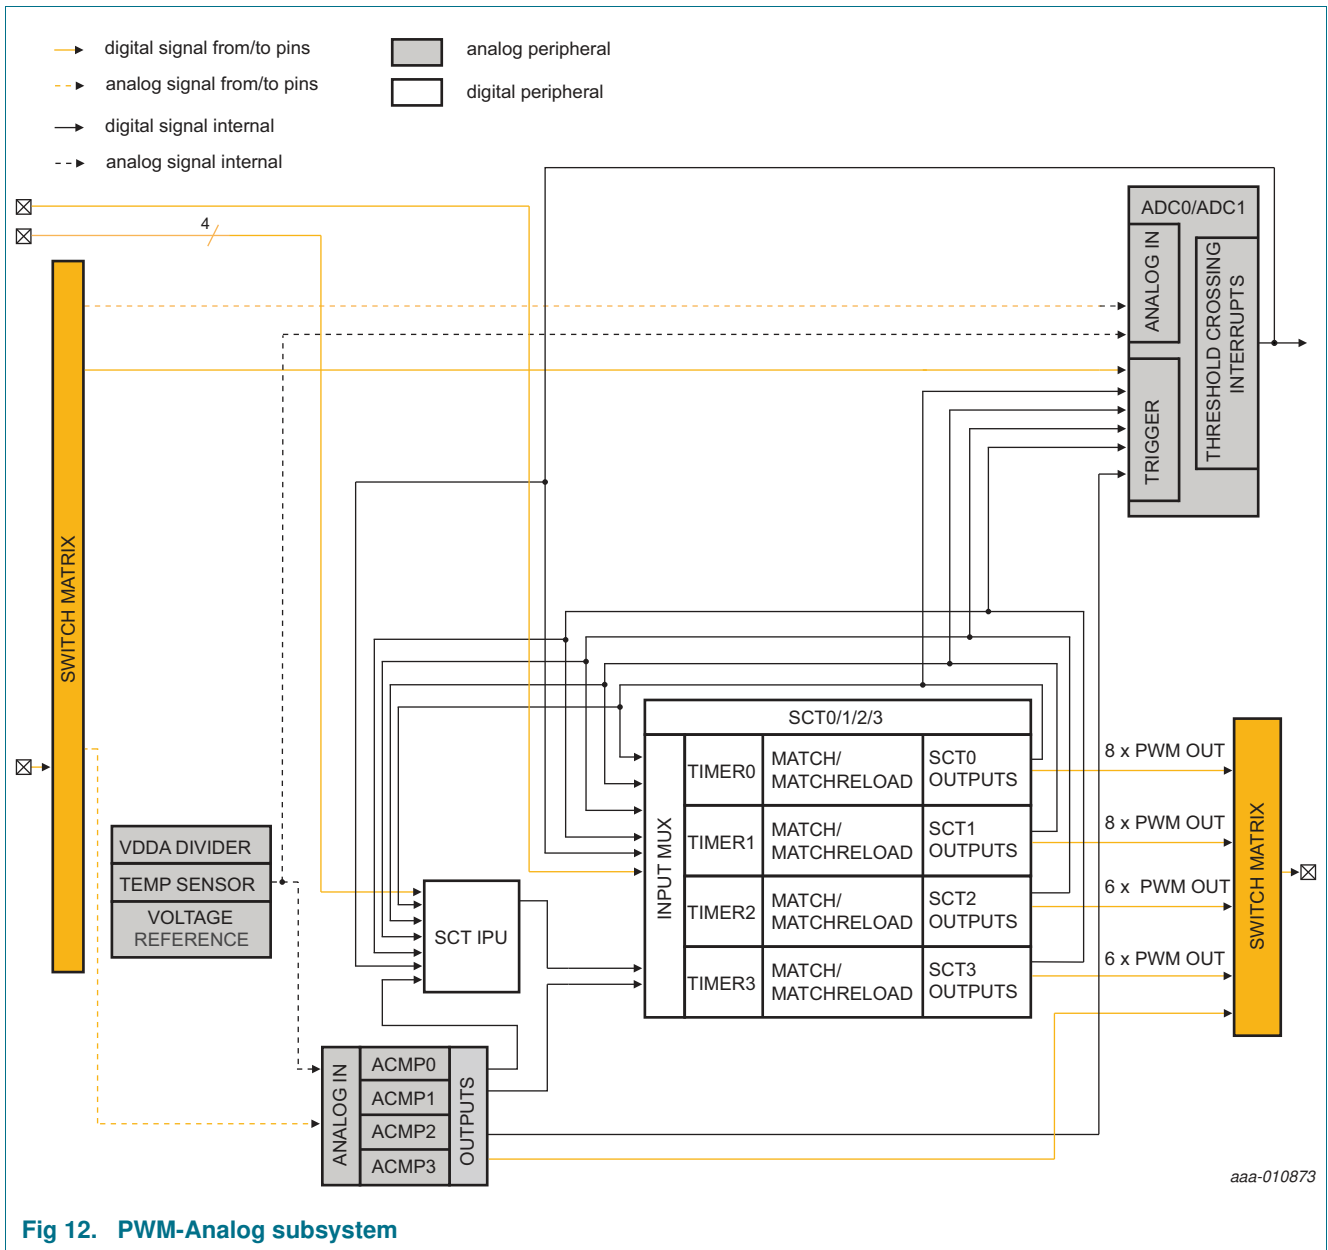 digital signal from/to pins
analog signal from/to pins
digital signal internal
analog signal internal
analog peripheral
digital peripheral
4
ADC0/ADC1
ANALOG IN
TRIGGER
THRESHOLD CROSSING
INTERRUPTS
SWITCH MATRIX
VDDA DIVIDER
TEMP SENSOR
VOLTAGE
REFERENCE
SCT IPU
SCT0/1/2/3
INPUT MUX
TIMER0
MATCH/
MATCHRELOAD
SCT0
OUTPUTS
TIMER1
MATCH/
MATCHRELOAD
SCT1
OUTPUTS
TIMER2
MATCH/
MATCHRELOAD
SCT2
OUTPUTS
TIMER3
MATCH/
MATCHRELOAD
SCT3
OUTPUTS
8 x PWM OUT
8 x PWM OUT
6 x PWM OUT
6 x PWM OUT
SWITCH MATRIX
ANALOG IN
ACMP0
ACMP1
ACMP2
ACMP3
OUTPUTS
aaa-010873
Fig 12. PWM-Analog subsystem